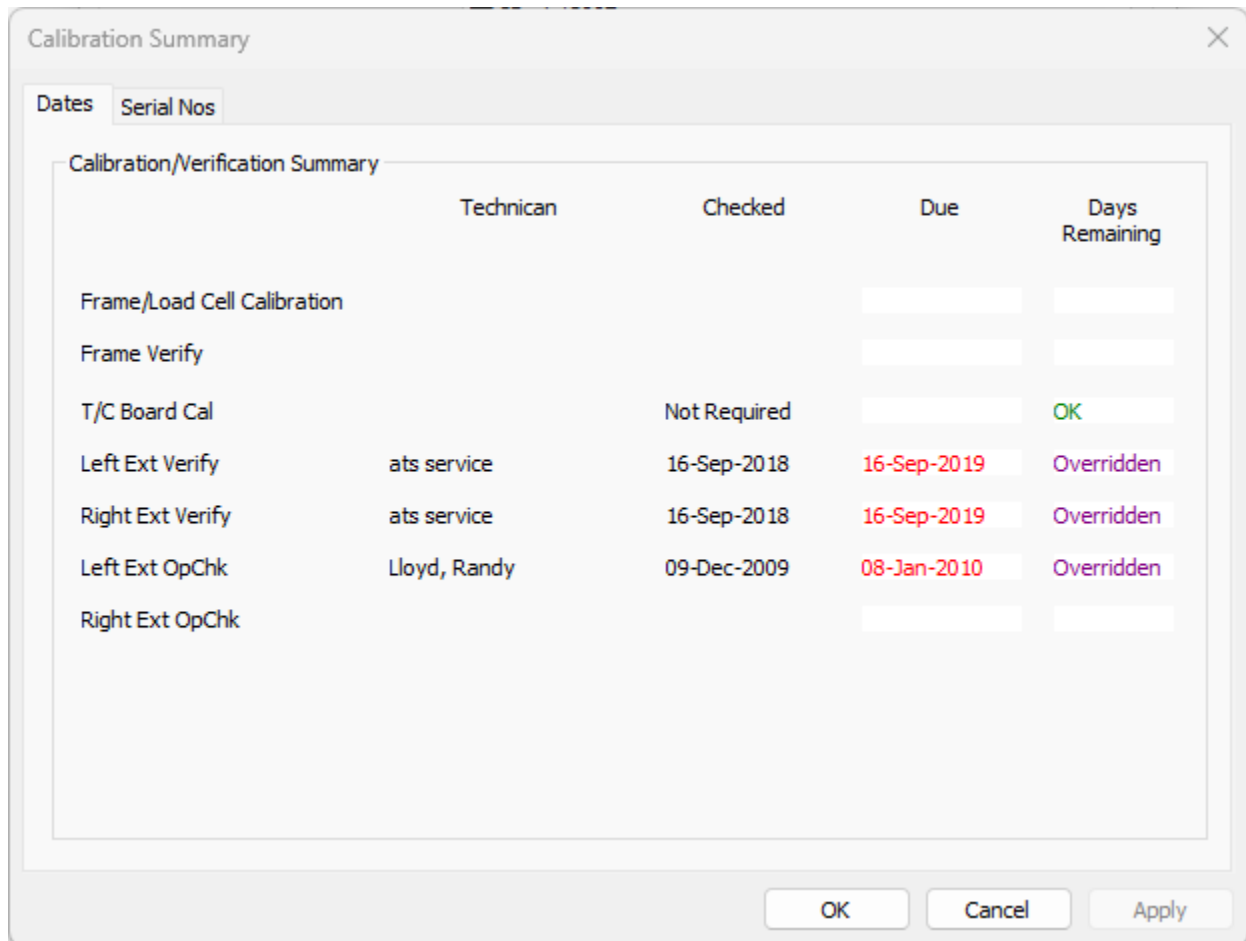 Calibration Summary
Dates Serial Nos
Calibration/Verification Summary
Technican Checked Due Days Remaining
Frame/Load Cell Calibration
Frame Verify
T/C Board Cal Not Required OK
Left Ext Verify ats service 16-Sep-2018 16-Sep-2019 Overridden
Right Ext Verify ats service 16-Sep-2018 16-Sep-2019 Overridden
Left Ext OpChk Lloyd, Randy 09-Dec-2009 08-Jan-2010 Overridden
Right Ext OpChk
OK Cancel Apply